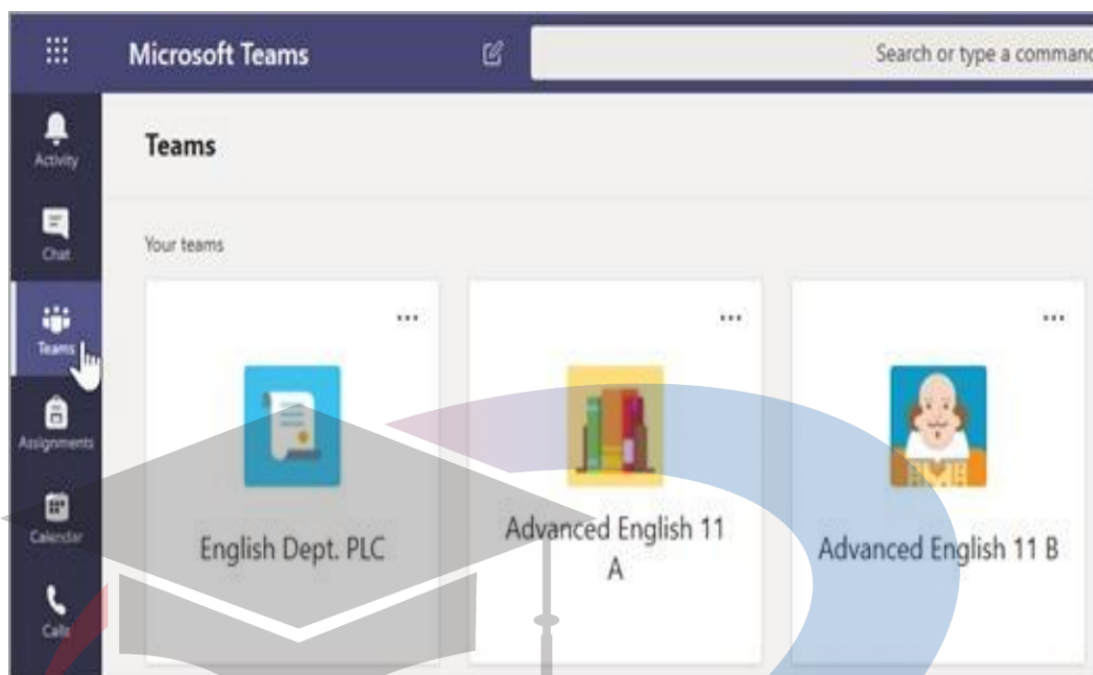 Microsoft Teams
Search or type a command
Activity
Teams
Chat
Your teams
Teams
Assignments
Calendar
English Dept. PLC
Advanced English 11
A
Advanced English 11 B
Calls